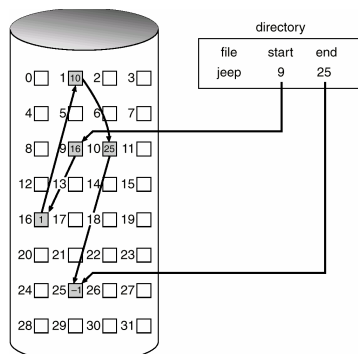 directory
file start end
jeep 9 25
0 1 10 2 3
4 5 6 7
8 9 16 10 25 11
12 13 14 15
16 1 17 18 19
20 21 22 23
24 25 -1 26 27
28 29 30 31